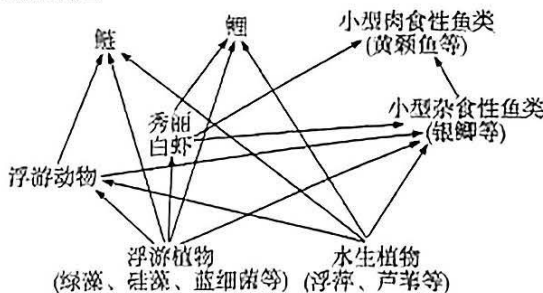 鲢
鲤
小型肉食性鱼类
(黄颡鱼等)
秀丽
白虾
小型杂食性鱼类
(银鲫等)
浮游动物
浮游植物
(绿藻、硅藻、蓝细菌等)
水生植物
(浮萍、芦苇等)